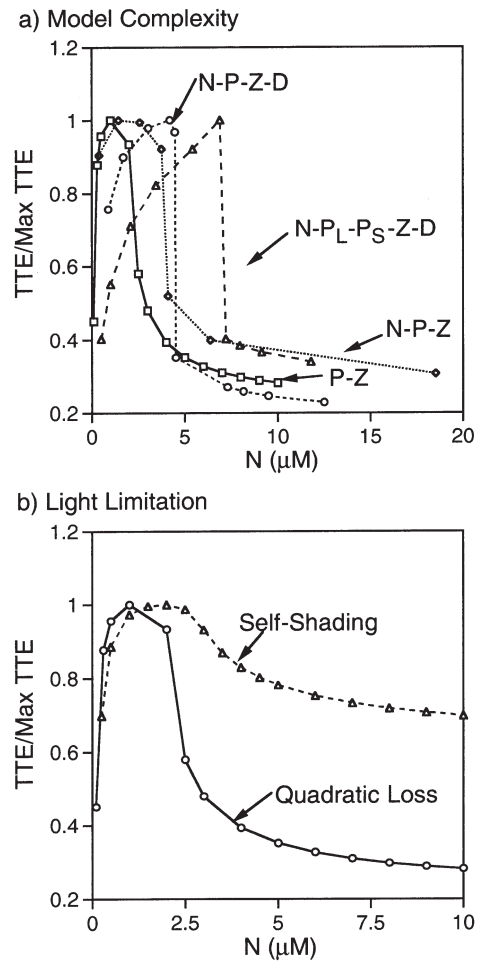 a) Model Complexity
1.2
N-P-Z-D
1
0.8
TTE/Max TTE
N-PL-PS-Z-D
0.6
N-P-Z
0.4
P-Z
0.2
0 5 10 15 20
N (μM)
b) Light Limitation
1.2
1
Self-Shading
0.8
TTE/Max TTE
0.6
Quadratic Loss
0.4
0.2
0 2.5 5 7.5 10
N (μM)